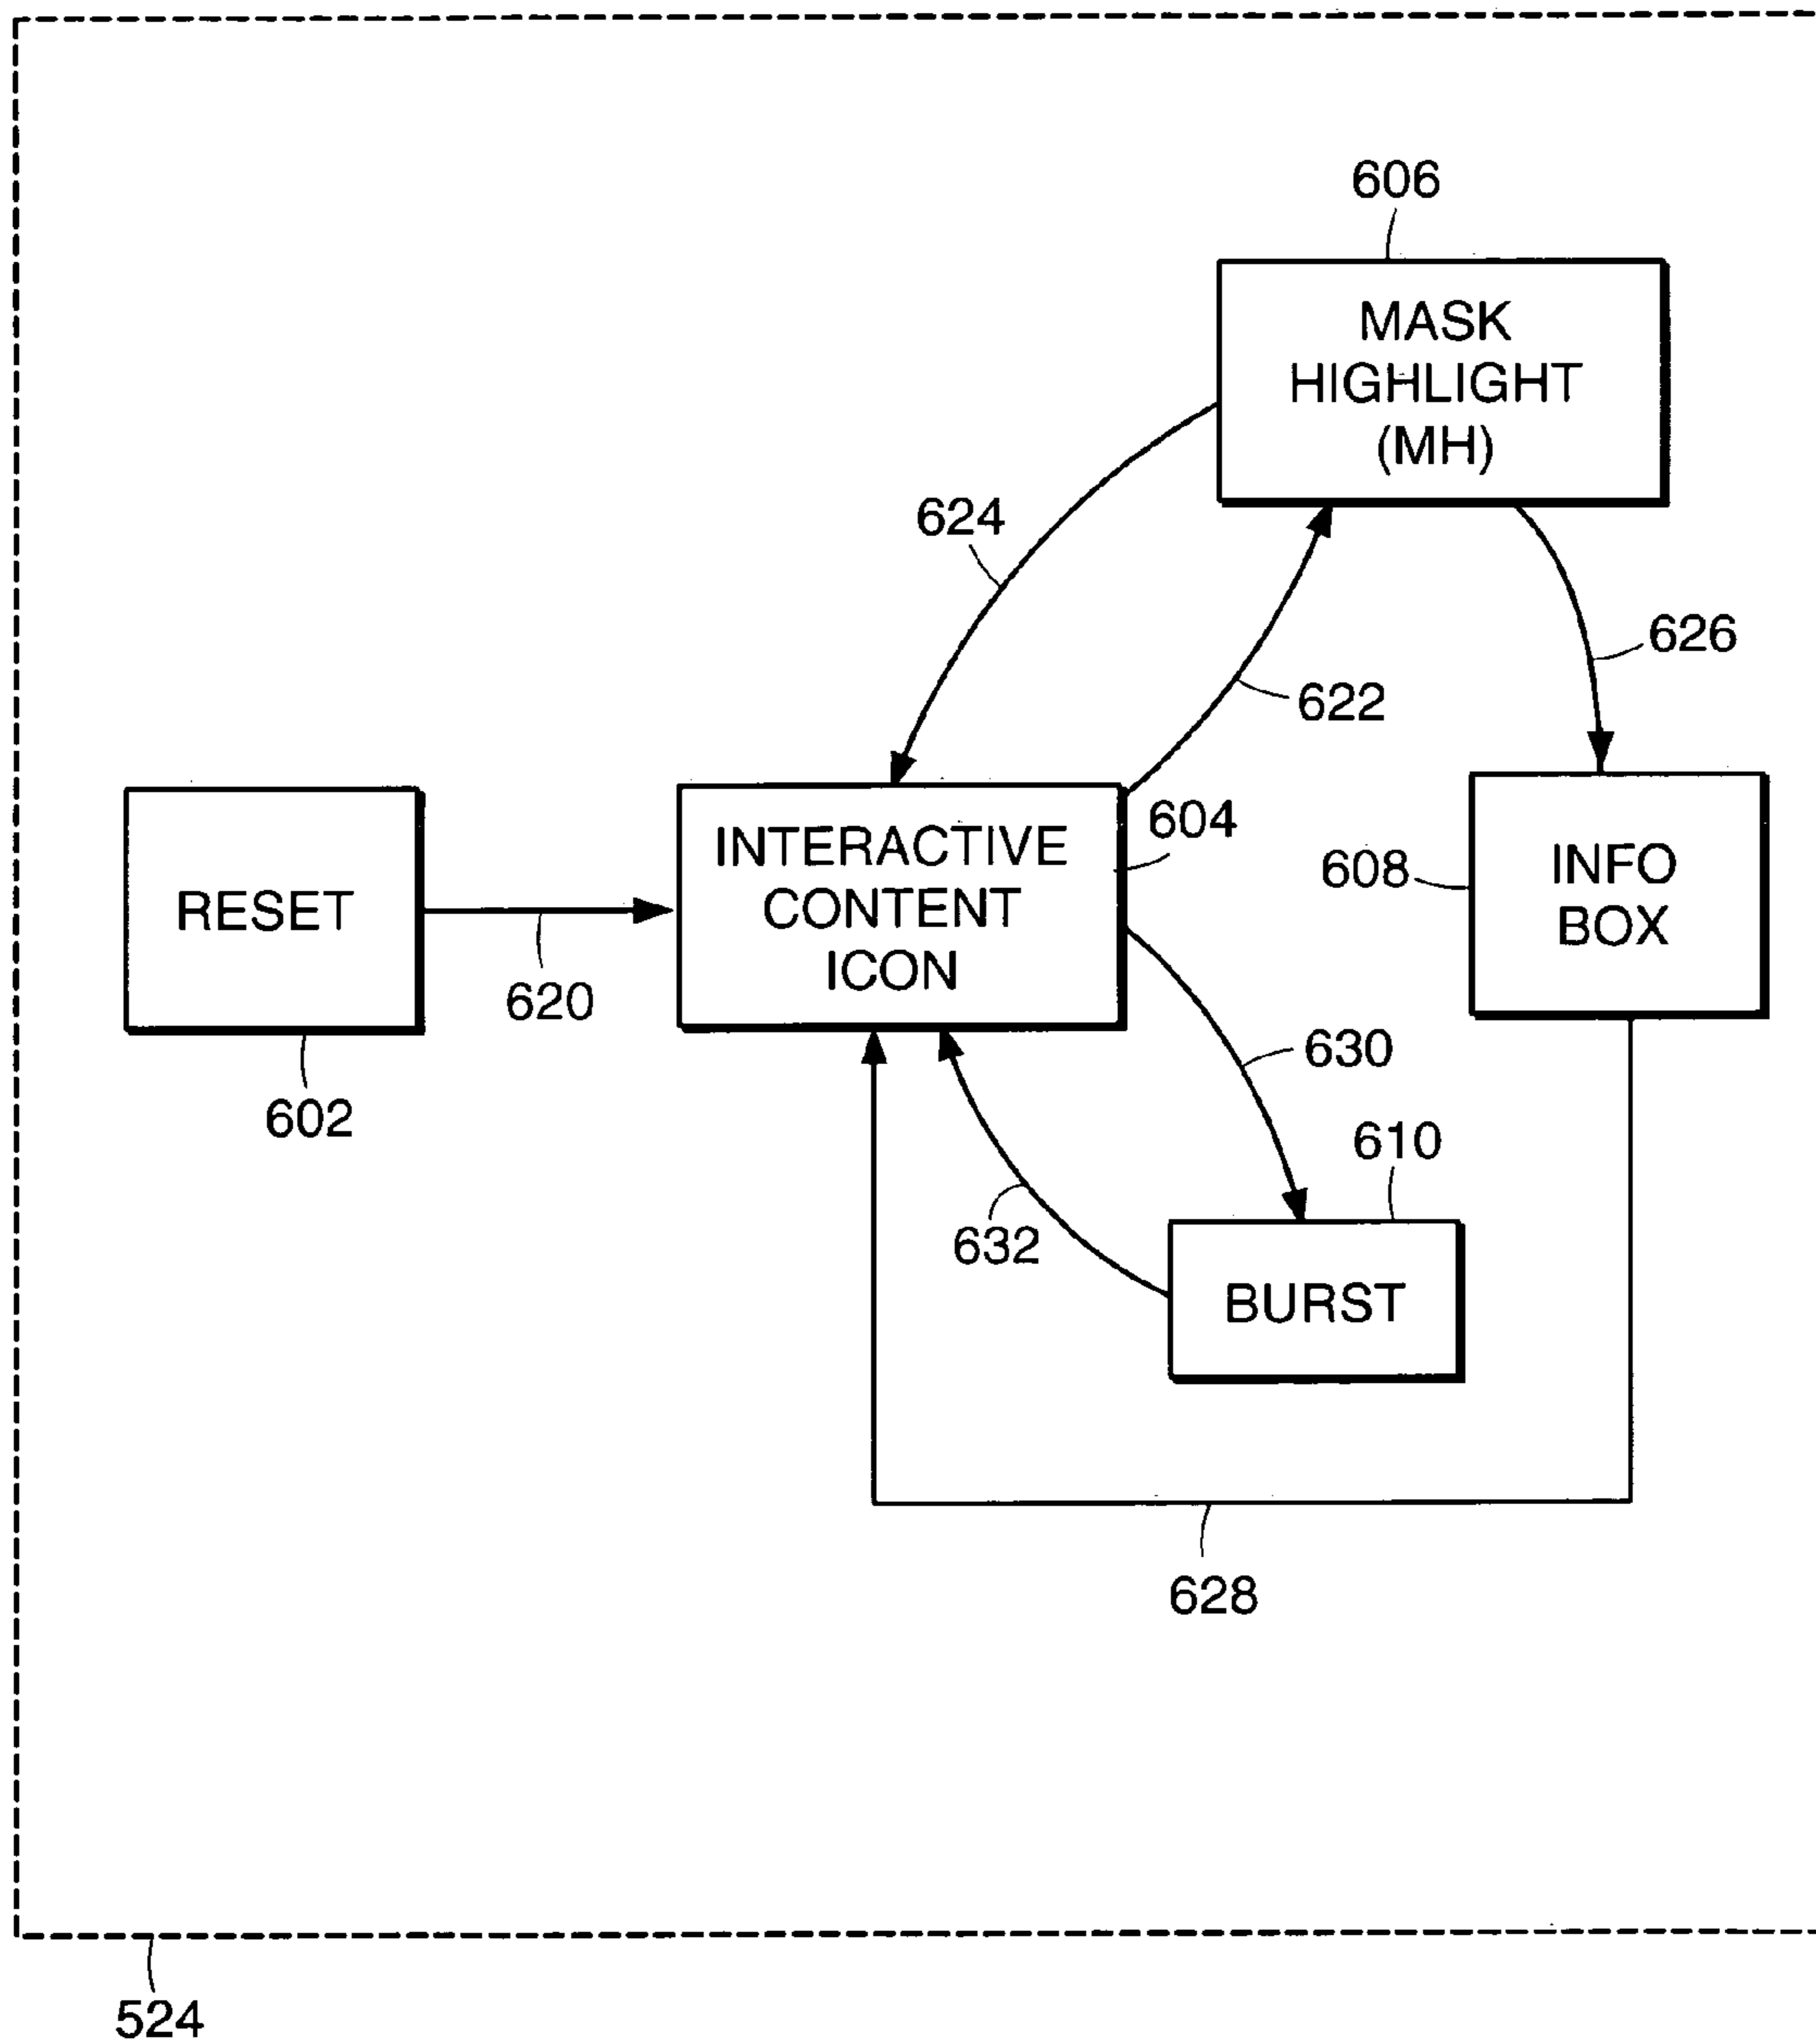 606
MASK
HIGHLIGHT
(MH)
624
626
622
604
INTERACTIVE
CONTENT
ICON
608
INFO
BOX
RESET
620
602
630
610
632
BURST
628
524